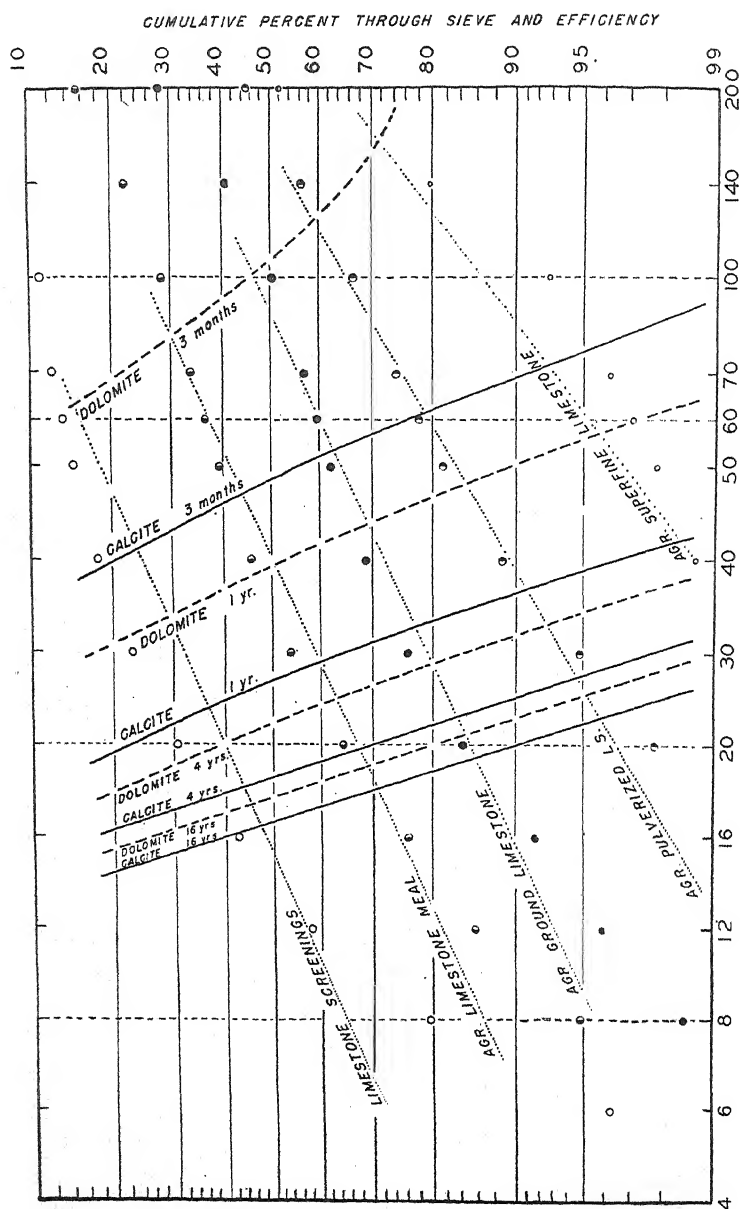 CUMULATIVE PERCENT THROUGH SIEVE AND EFFICIENCY
10 20 30 40 50 60 70 80 90 95 99
200
140
100
70
60
50
40
30
20
16
12
8
6
4
DOLOMITE 3 months
CALCITE 3 months
DOLOMITE 1 yr.
CALCITE 1 yr.
DOLOMITE 4 yrs.
CALCITE 4 yrs.
DOLOMITE 16 yrs
CALCITE 16 yrs
AGR SUPERFINE LIMESTONE
AGR PULVERIZED L.S.
AGR GROUND LIMESTONE
AGR LIMESTONE MEAL
LIMESTONE SCREENINGS